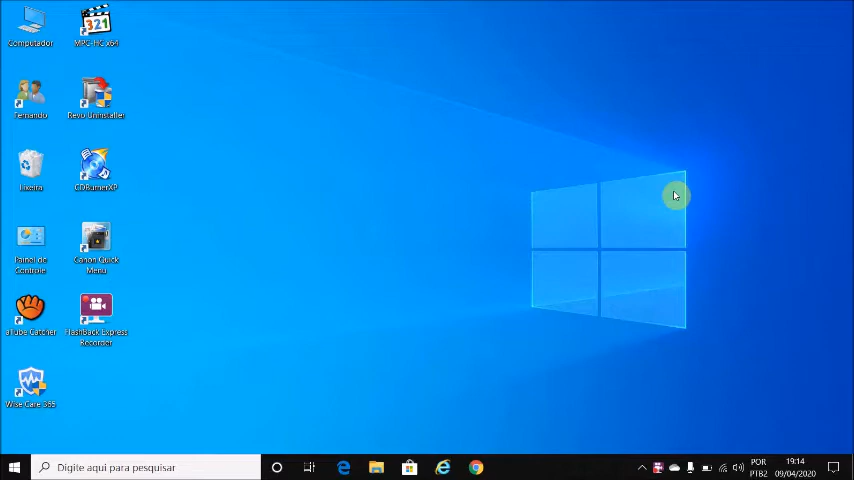 Computador
MPC-HC x64
321
Fernando
Revo Uninstaller
Lixeira
CDBurnerXP
Painel de
Controle
Canon Quick
Menu
aTube Catcher
FlashBack Express
Recorder
Wise Care 365
Digite aqui para pesquisar
POR
PTB2
19:14
09/04/2020